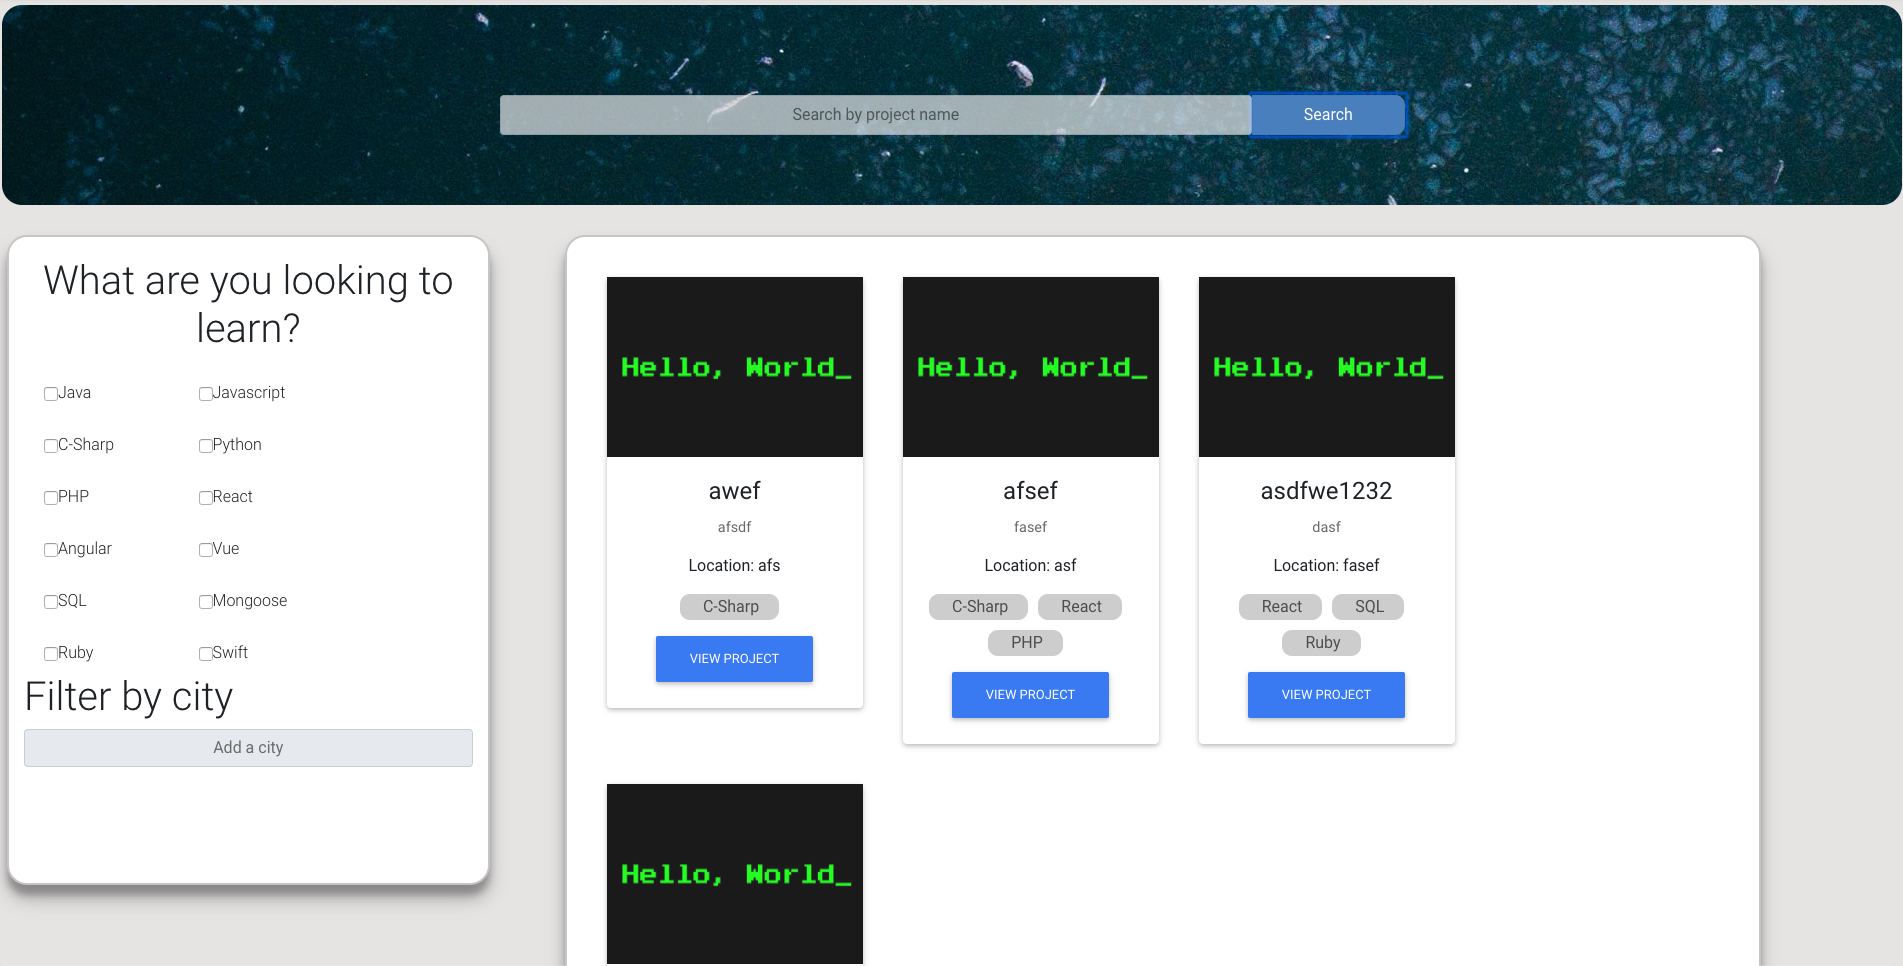 Search by project name
Search
What are you looking to
learn?
Java
Javascript
C-Sharp
Python
PHP
React
Angular
Vue
SQL
Mongoose
Ruby
Swift
Filter by city
Add a city
Hello, World_
awef
afsdf
Location: afs
C-Sharp
VIEW PROJECT
Hello, World_
afsef
fasef
Location: asf
C-Sharp React
PHP
VIEW PROJECT
Hello, World_
asdfwe1232
dasf
Location: fasef
React SQL
Ruby
VIEW PROJECT
Hello, World_